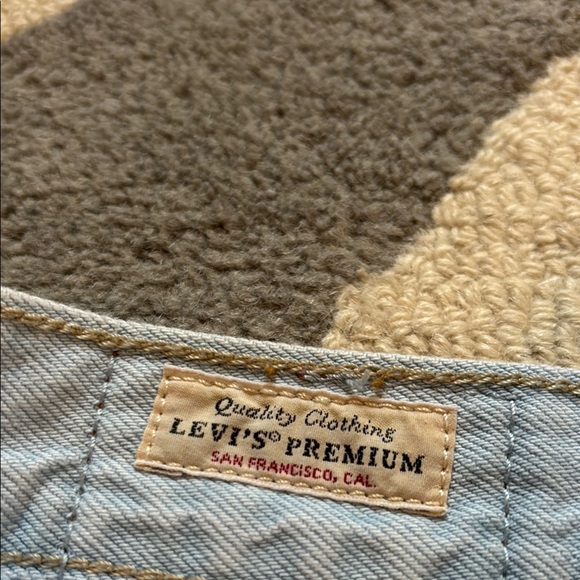 Quality Clothing
LEVI'S® PREMIUM
SAN FRANCISCO, CAL.